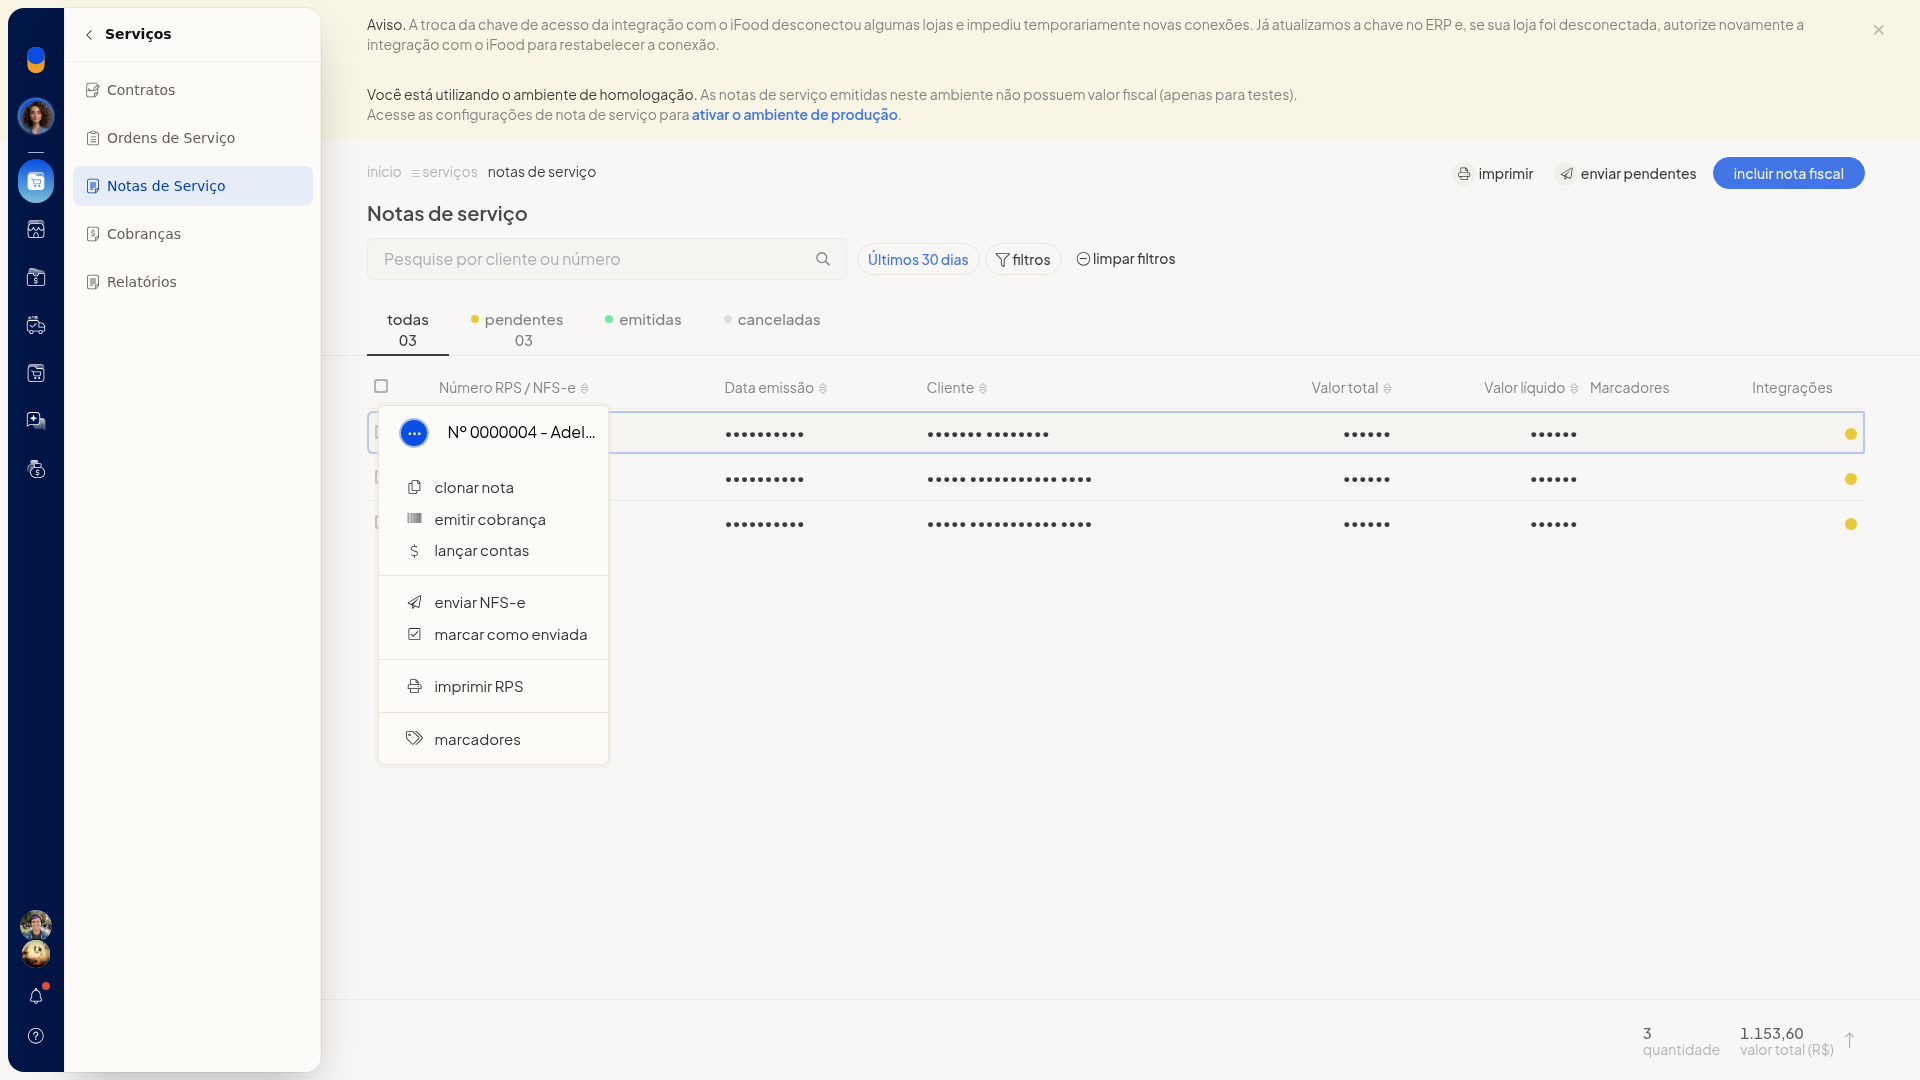 Serviços
Contratos
Ordens de Serviço
Notas de Serviço
Cobranças
Relatórios
Aviso. A troca da chave de acesso da integração com o iFood desconectou algumas lojas e impediu temporariamente novas conexões. Já atualizamos a chave no ERP e, se sua loja foi desconectada, autorize novamente a
integração com o iFood para restabelecer a conexão.
Você está utilizando o ambiente de homologação. As notas de serviço emitidas neste ambiente não possuem valor fiscal (apenas para testes).
Acesse as configurações de nota de serviço para ativar o ambiente de produção.
início serviços notas de serviço
imprimir enviar pendentes incluir nota fiscal
Notas de serviço
Pesquise por cliente ou número Últimos 30 dias filtros limpar filtros
todas pendentes emitidas canceladas
03 03
Número RPS / NFS-e Data emissão Cliente Valor total Valor líquido Marcadores Integrações
Nº 0000004 - Adel...
•••••••••• ••••••• •••••••• •••••• ••••••
•••••••••• ••••• ••••••••••• •••• •••••• ••••••
•••••••••• ••••• ••••••••••• •••• •••••• ••••••
clonar nota
emitir cobrança
lançar contas
enviar NFS-e
marcar como enviada
imprimir RPS
marcadores
3 1.153,60
quantidade valor total (R$)